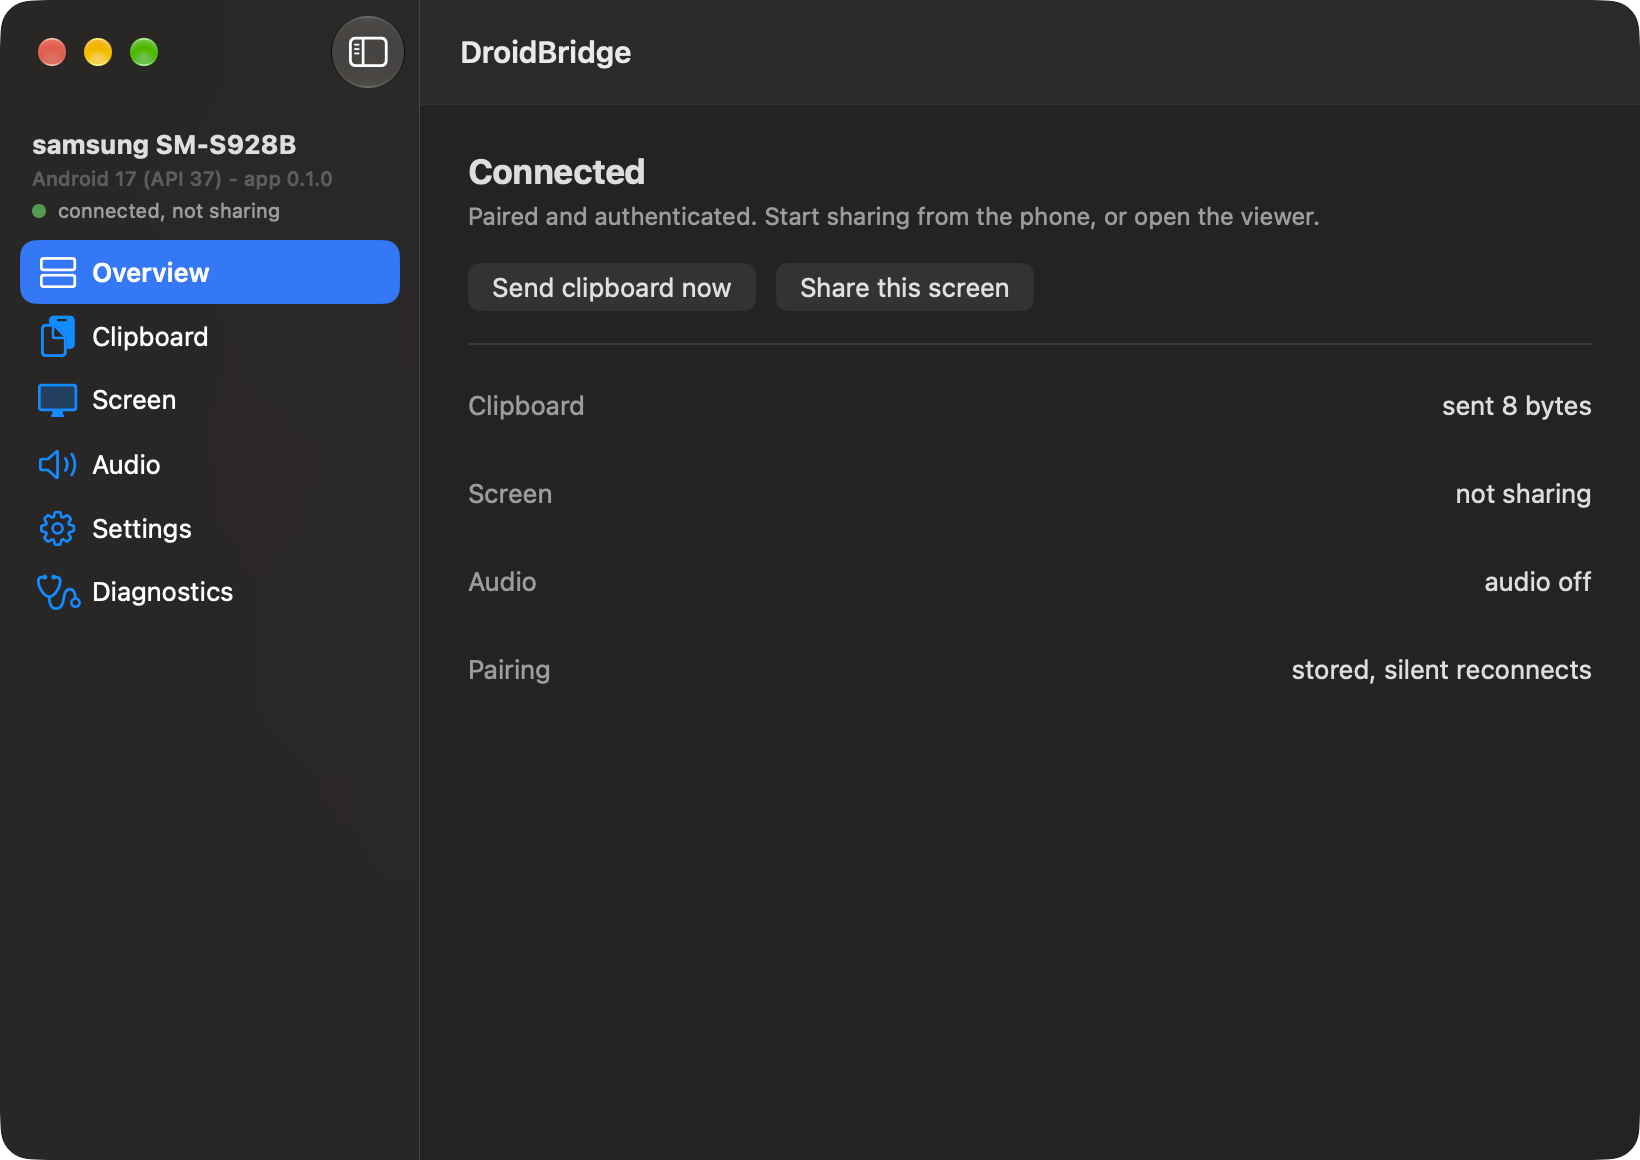 DroidBridge
samsung SM-S928B
Android 17 (API 37) - app 0.1.0
connected, not sharing
Overview
Clipboard
Screen
Audio
Settings
Diagnostics
Connected
Paired and authenticated. Start sharing from the phone, or open the viewer.
Send clipboard now
Share this screen
Clipboard sent 8 bytes
Screen not sharing
Audio audio off
Pairing stored, silent reconnects